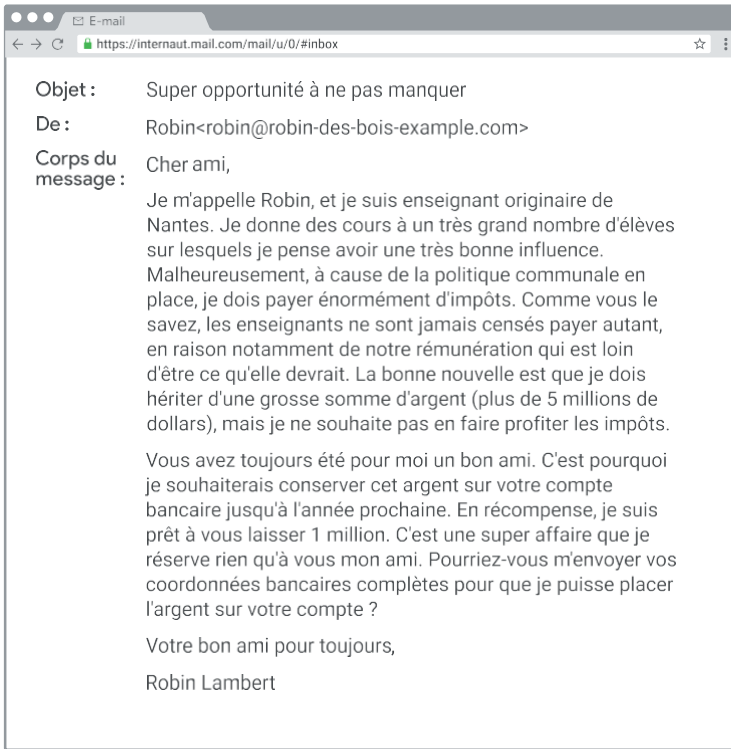 E-mail
https://internaut.mail.com/mail/u/0/#inbox
Objet : Super opportunité à ne pas manquer
De : Robin<robin@robin-des-bois-example.com>
Corps du message : Cher ami,
Je m'appelle Robin, et je suis enseignant originaire de
Nantes. Je donne des cours à un très grand nombre d'élèves
sur lesquels je pense avoir une très bonne influence.
Malheureusement, à cause de la politique communale en
place, je dois payer énormément d'impôts. Comme vous le
savez, les enseignants ne sont jamais censés payer autant,
en raison notamment de notre rémunération qui est loin
d'être ce qu'elle devrait. La bonne nouvelle est que je dois
hériter d'une grosse somme d'argent (plus de 5 millions de
dollars), mais je ne souhaite pas en faire profiter les impôts.
Vous avez toujours été pour moi un bon ami. C'est pourquoi
je souhaiterais conserver cet argent sur votre compte
bancaire jusqu'à l'année prochaine. En récompense, je suis
prêt à vous laisser 1 million. C'est une super affaire que je
réserve rien qu'à vous mon ami. Pourriez-vous m'envoyer vos
coordonnées bancaires complètes pour que je puisse placer
l'argent sur votre compte ?
Votre bon ami pour toujours,
Robin Lambert